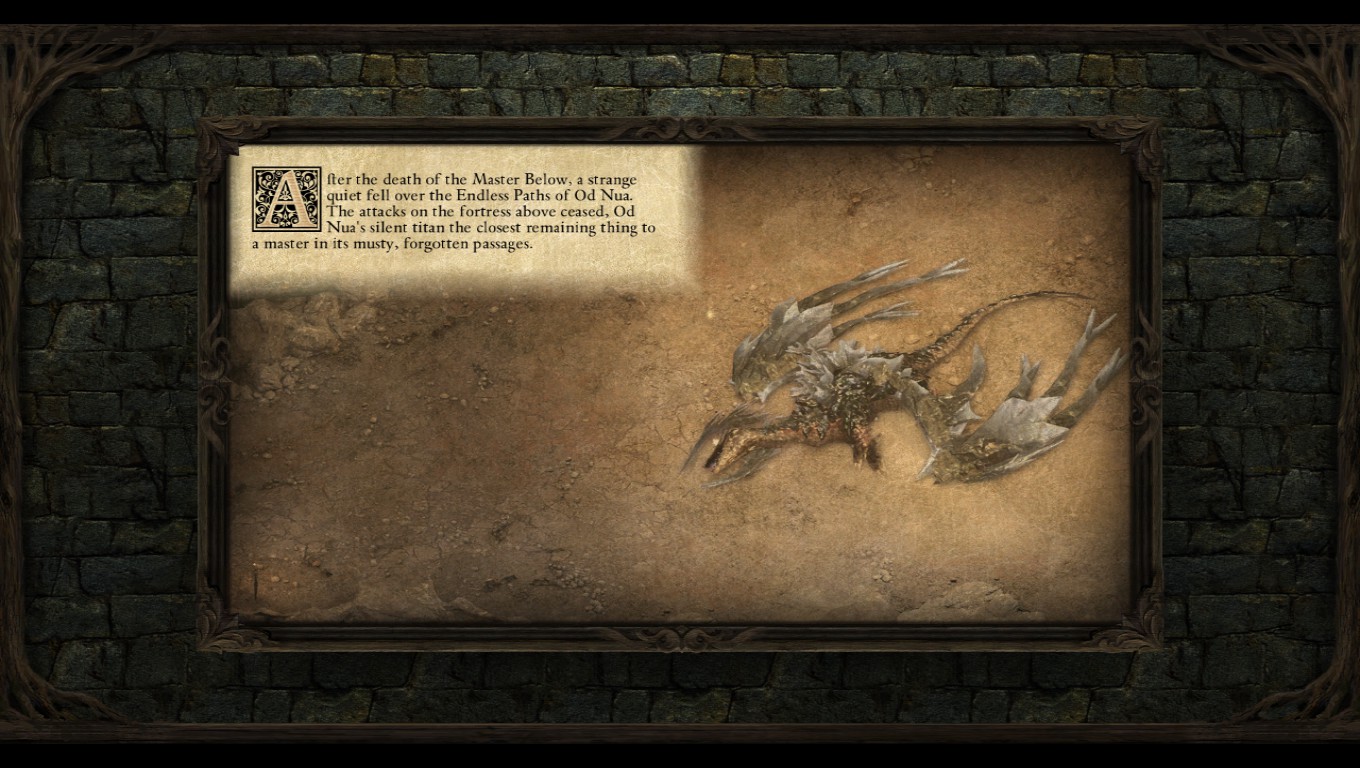 After the death of the Master Below, a strange
quiet fell over the Endless Paths of Od Nua.
The attacks on the fortress above ceased, Od
Nua's silent titan the closest remaining thing to
a master in its musty, forgotten passages.